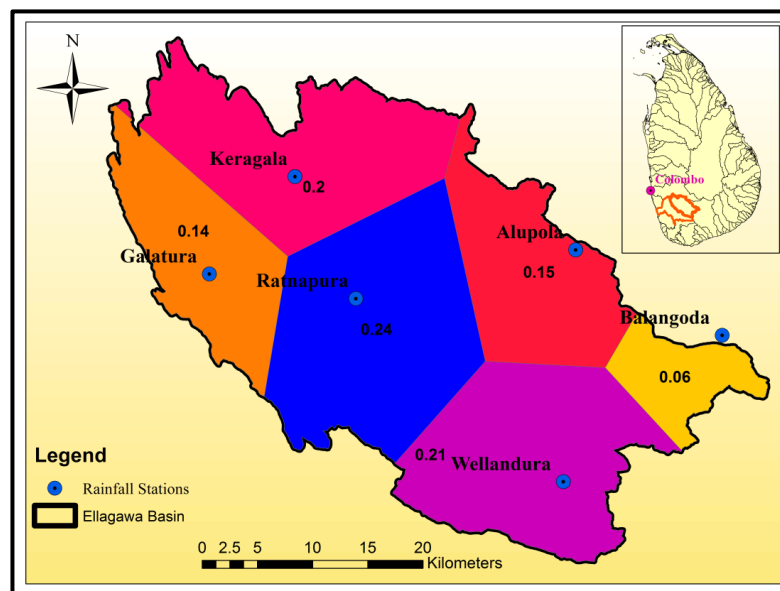 N
Colombo
Keragala
0.2
0.14
Galatura
Alupola
0.15
Ratnapura
0.24
Balangoda
0.06
0.21
Wellandura
Legend
Rainfall Stations
Ellagawa Basin
0 2.5 5 10 15 20
Kilometers